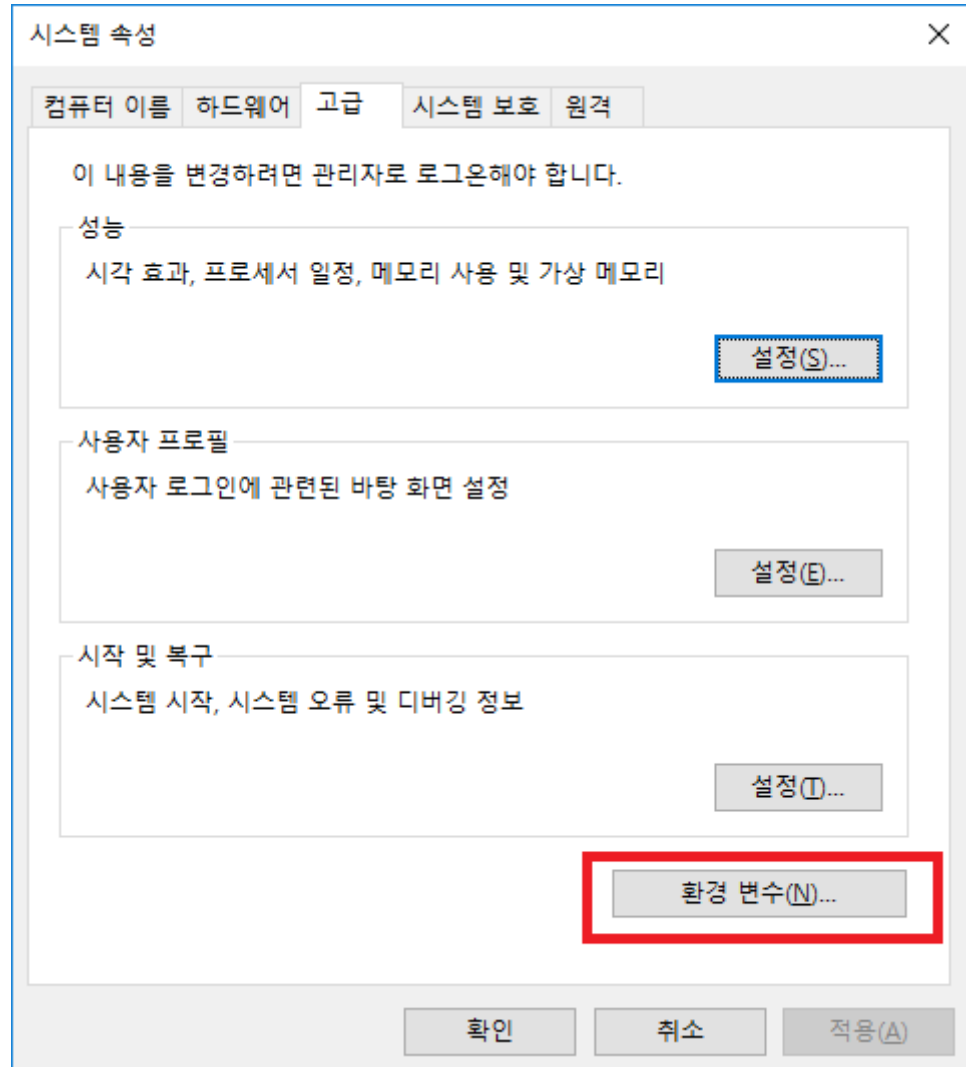 시스템 속성
컴퓨터 이름 하드웨어 고급 시스템 보호 원격
이 내용을 변경하려면 관리자로 로그온해야 합니다.
성능
시각 효과, 프로세서 일정, 메모리 사용 및 가상 메모리
설정(S)...
사용자 프로필
사용자 로그인에 관련된 바탕 화면 설정
설정(E)...
시작 및 복구
시스템 시작, 시스템 오류 및 디버깅 정보
설정(T)...
환경 변수(N)...
확인 취소 적용(A)